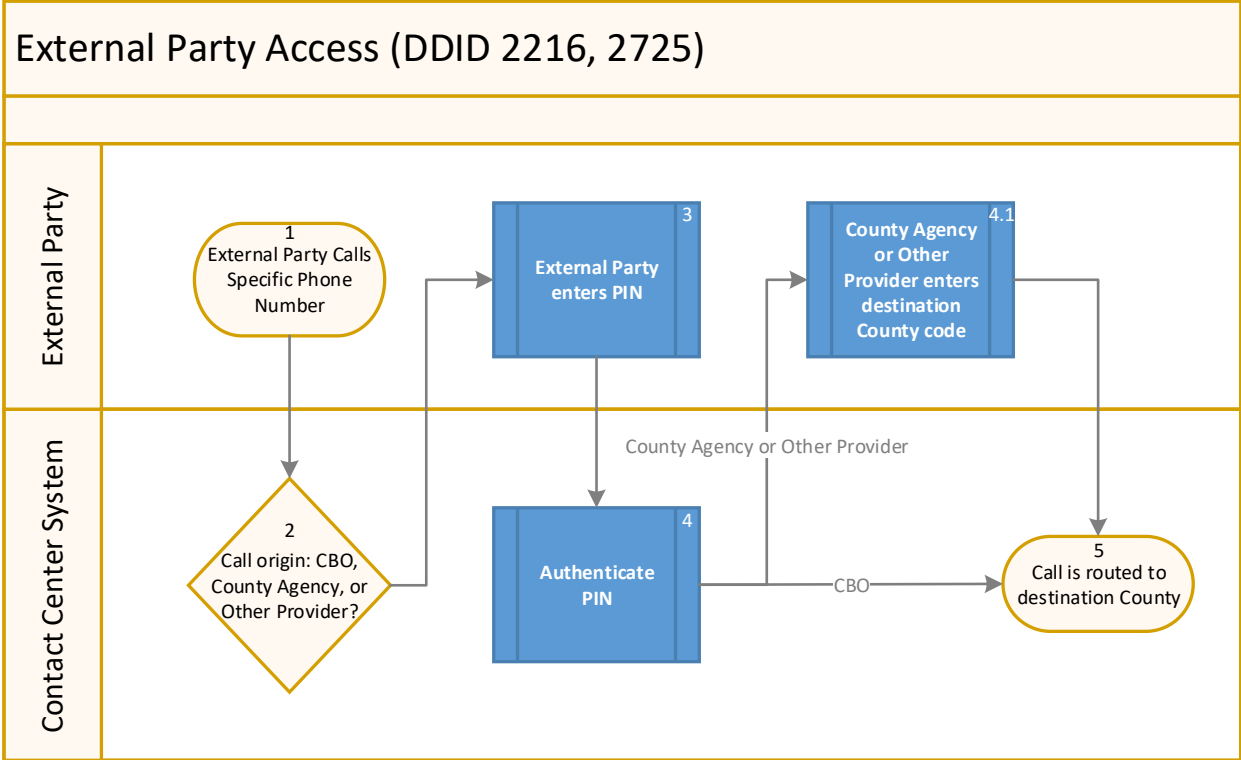 External Party Access (DDID 2216, 2725)
External Party
1
External Party Calls
Specific Phone
Number
3
External Party
enters PIN
4.1
County Agency
or Other
Provider enters
destination
County code
Contact Center System
2
Call origin: CBO,
County Agency, or
Other Provider?
County Agency or Other Provider
4
Authenticate
PIN
CBO
5
Call is routed to
destination County